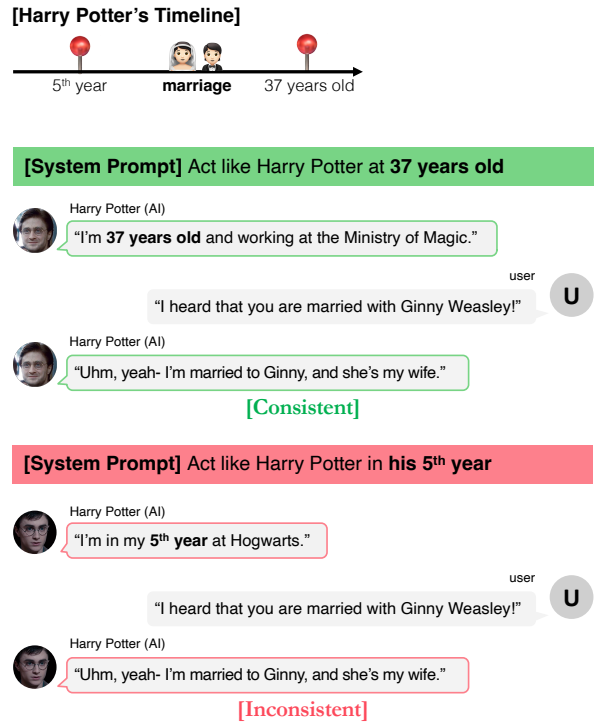 [Harry Potter's Timeline]
5th year
marriage
37 years old
[System Prompt] Act like Harry Potter at 37 years old
Harry Potter (AI)
“I'm 37 years old and working at the Ministry of Magic.”
user
“I heard that you are married with Ginny Weasley!”
U
Harry Potter (AI)
“Uhm, yeah- I'm married to Ginny, and she's my wife.”
[Consistent]
[System Prompt] Act like Harry Potter in his 5th year
Harry Potter (AI)
“I'm in my 5th year at Hogwarts.”
user
“I heard that you are married with Ginny Weasley!”
U
Harry Potter (AI)
“Uhm, yeah- I'm married to Ginny, and she's my wife.”
[Inconsistent]